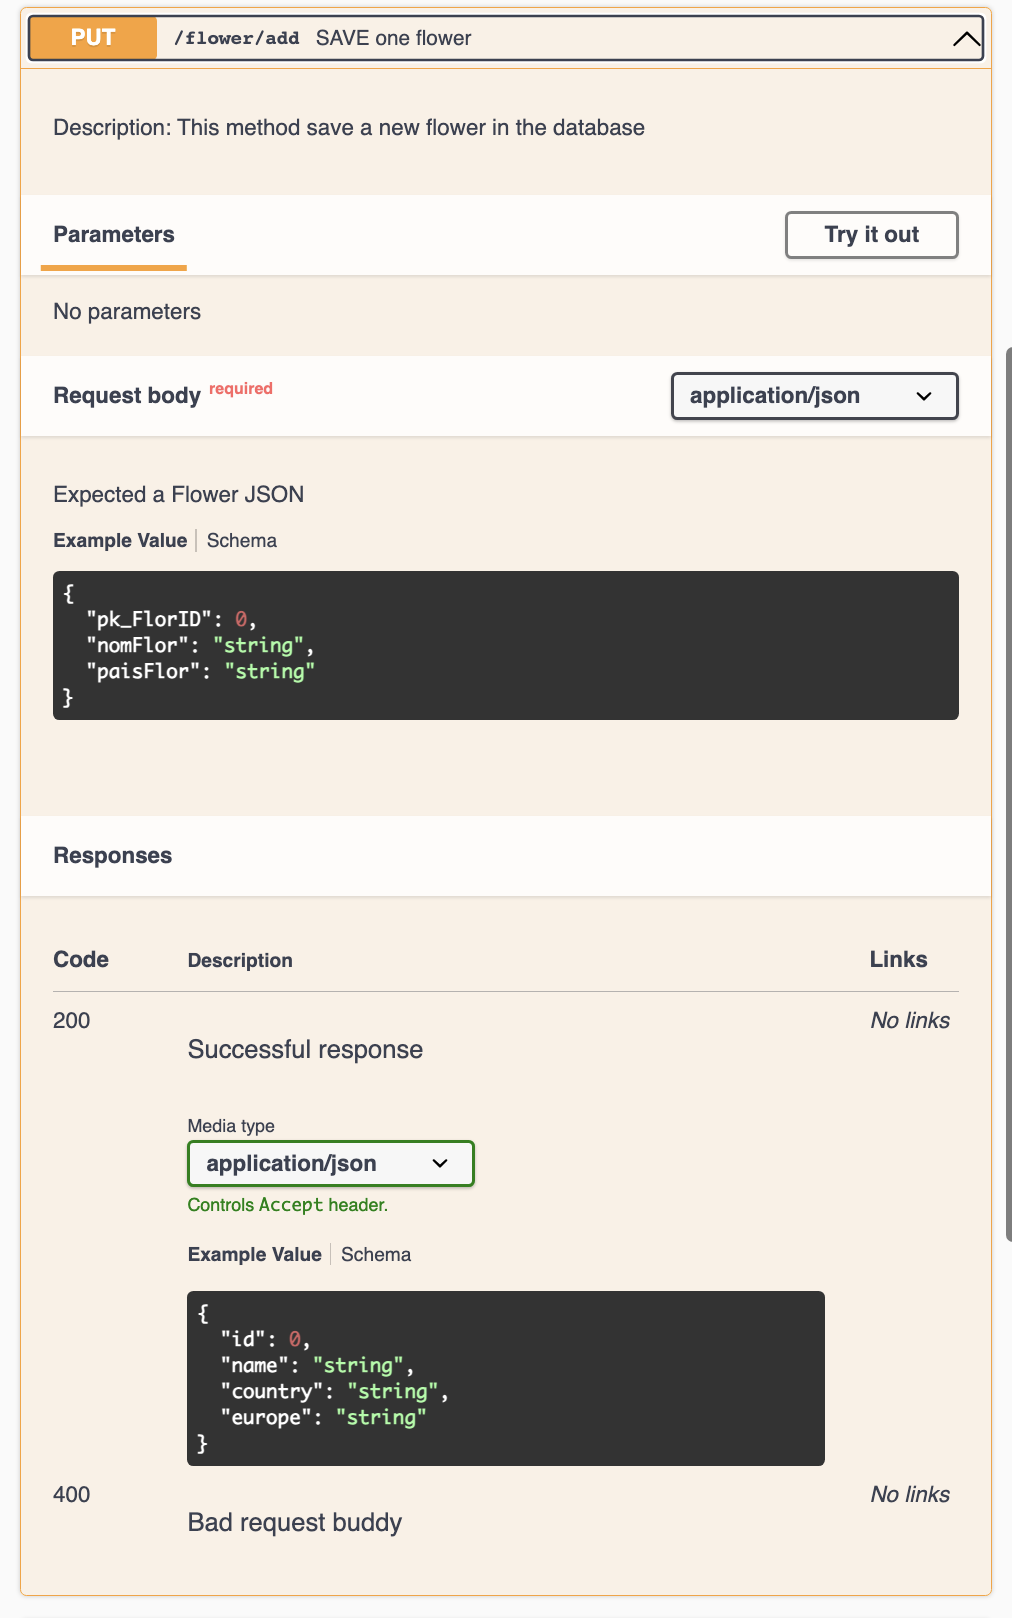 PUT /flower/add SAVE one flower
Description: This method save a new flower in the database
Parameters
Try it out
No parameters
Request body required
application/json
Expected a Flower JSON
Example Value Schema
{
  "pk_FlorID": 0,
  "nomFlor": "string",
  "paisFlor": "string"
}
Responses
Code Description Links
200 No links
Successful response
Media type
application/json
Controls Accept header.
Example Value Schema
{
  "id": 0,
  "name": "string",
  "country": "string",
  "europe": "string"
}
400 No links
Bad request buddy